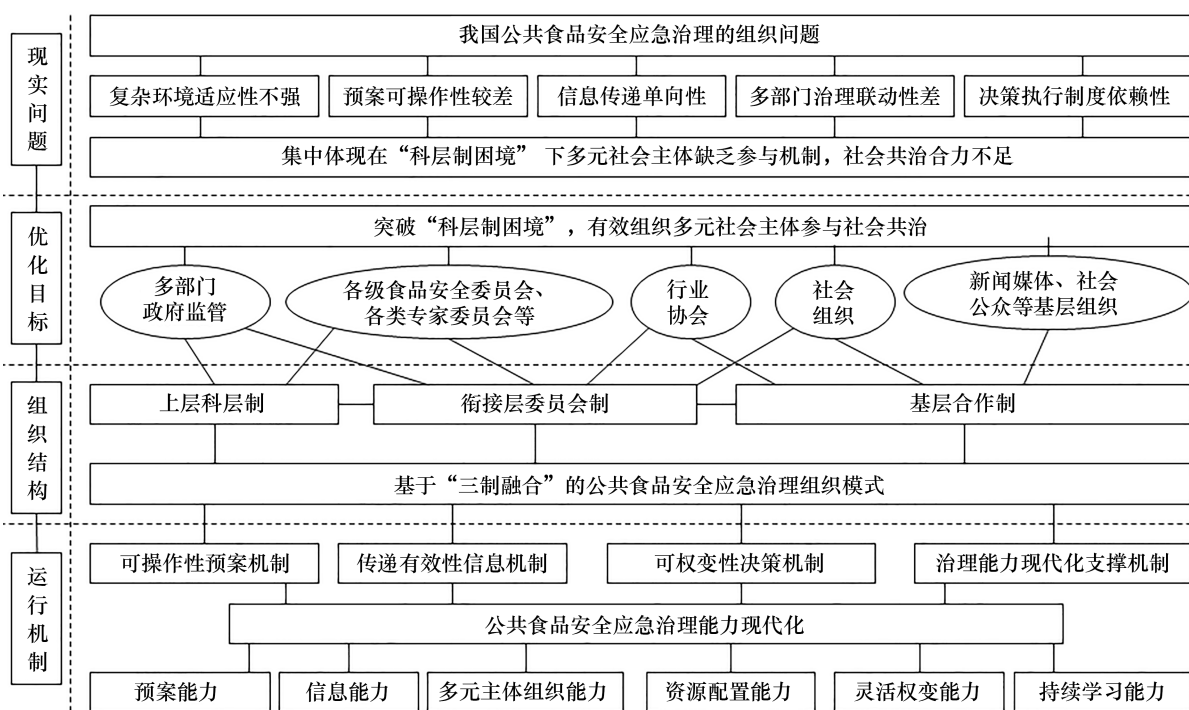 现实问题
我国公共食品安全应急治理的组织问题
复杂环境适应性不强
预案可操作性较差
信息传递单向性
多部门治理联动性差
决策执行制度依赖性
集中体现在“科层制困境” 下多元社会主体缺乏参与机制，社会共治合力不足
优化目标
突破“科层制困境”，有效组织多元社会主体参与社会共治
多部门
政府监管
各级食品安全委员会、
各类专家委员会等
行业
协会
社会
组织
新闻媒体、社会
公众等基层组织
组织结构
上层科层制
衔接层委员会制
基层合作制
基于“三制融合”的公共食品安全应急治理组织模式
运行机制
可操作性预案机制
传递有效性信息机制
可权变性决策机制
治理能力现代化支撑机制
公共食品安全应急治理能力现代化
预案能力
信息能力
多元主体组织能力
资源配置能力
灵活权变能力
持续学习能力